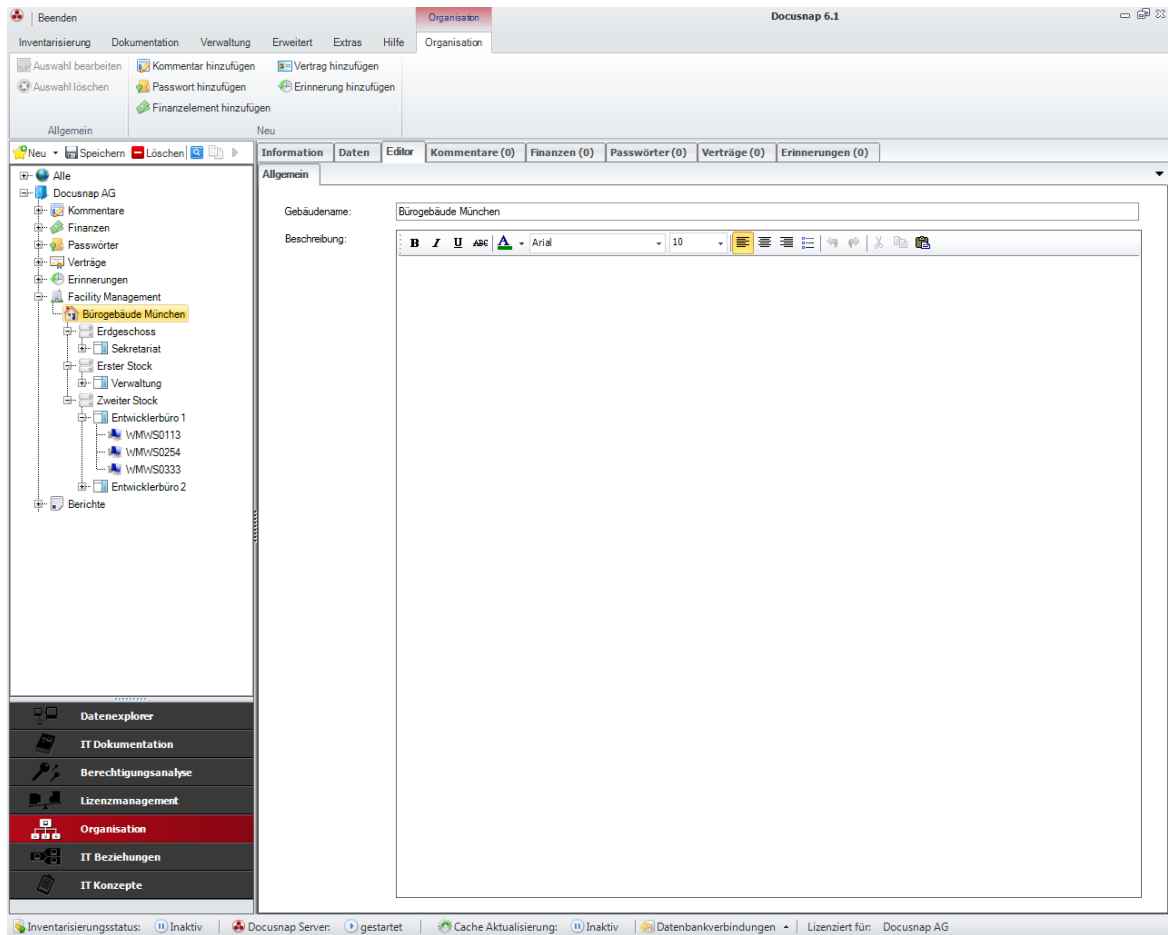 Beenden Organisation Docusnap 6.1
Inventarisierung Dokumentation Verwaltung Erweitert Extras Hilfe Organisation
Auswahl bearbeiten Kommentar hinzufügen Vertrag hinzufügen
Auswahl löschen Passwort hinzufügen Erinnerung hinzufügen
Finanzelement hinzufügen
Allgemein Neu
Neu Speichern Löschen Information Daten Editor Kommentare (0) Finanzen (0) Passwörter (0) Verträge (0) Erinnerungen (0)
Alle Allgemein
Docusnap AG
Kommentare Gebäudename: Bürogebäude München
Finanzen
Passwörter Beschreibung: B I U ABC A Arial 10
Verträge
Erinnerungen
Facility Management
Bürogebäude München
Erdgeschoss
Sekretariat
Erster Stock
Verwaltung
Zweiter Stock
Entwicklerbüro 1
WMWS0113
WMWS0254
WMWS0333
Entwicklerbüro 2
Berichte
Datenexplorer
IT Dokumentation
Berechtigungsanalyse
Lizenzmanagement
Organisation
IT Beziehungen
IT Konzepte
Inventarisierungsstatus: Inaktiv Docusnap Server: gestartet Cache Aktualisierung: Inaktiv Datenbankverbindungen Lizenziert für: Docusnap AG